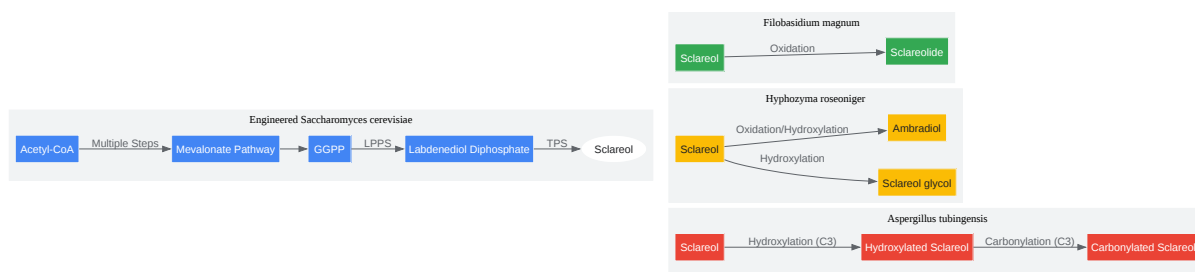 Engineered Saccharomyces cerevisiae
Acetyl-CoA
Multiple Steps
Mevalonate Pathway
GGPP
LPPS
Labdenediol Diphosphate
TPS
Sclareol
Filobasidium magnum
Sclareol
Oxidation
Sclareolide
Hyphozyma roseoniger
Sclareol
Oxidation/Hydroxylation
Ambradiol
Hydroxylation
Sclareol glycol
Aspergillus tubingensis
Sclareol
Hydroxylation (C3)
Hydroxylated Sclareol
Carbonylation (C3)
Carbonylated Sclareol